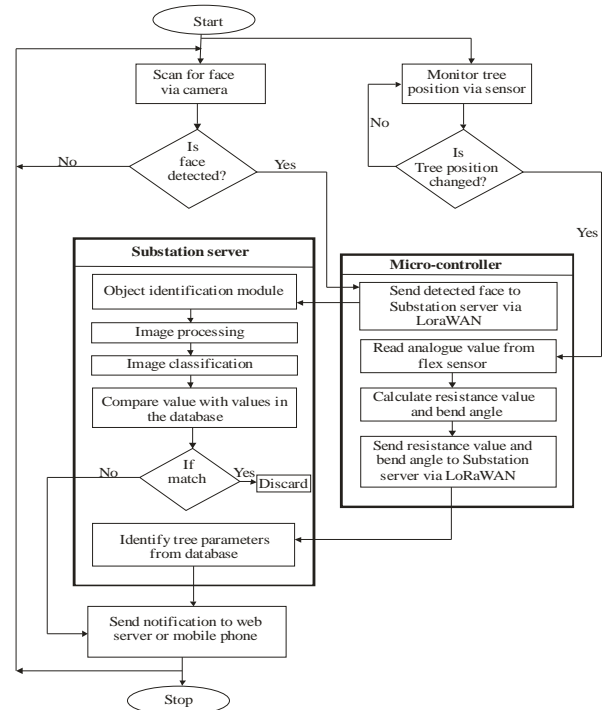 Start
Scan for face
via camera
Monitor tree
position via sensor
No
Is
face
detected?
Yes
No
Is
Tree position
changed?
Yes
Substation server
Micro-controller
Object identification module
Send detected face to
Substation server via
LoraWAN
Image processing
Read analogue value from
flex sensor
Image classification
Calculate resistance value
and bend angle
Compare value with values in
the database
Send resistance value and
bend angle to Substation
server via LoRaWAN
No
If
match
Yes
Discard
Identify tree parameters
from database
Send notification to web
server or mobile phone
Stop